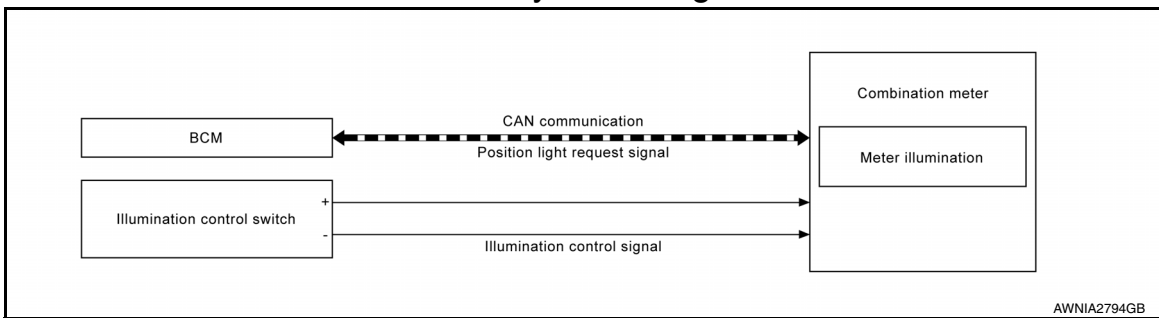 BCM
CAN communication
Position light request signal
Combination meter
Meter illumination
Illumination control switch
+
-
Illumination control signal
AWNIA2794GB